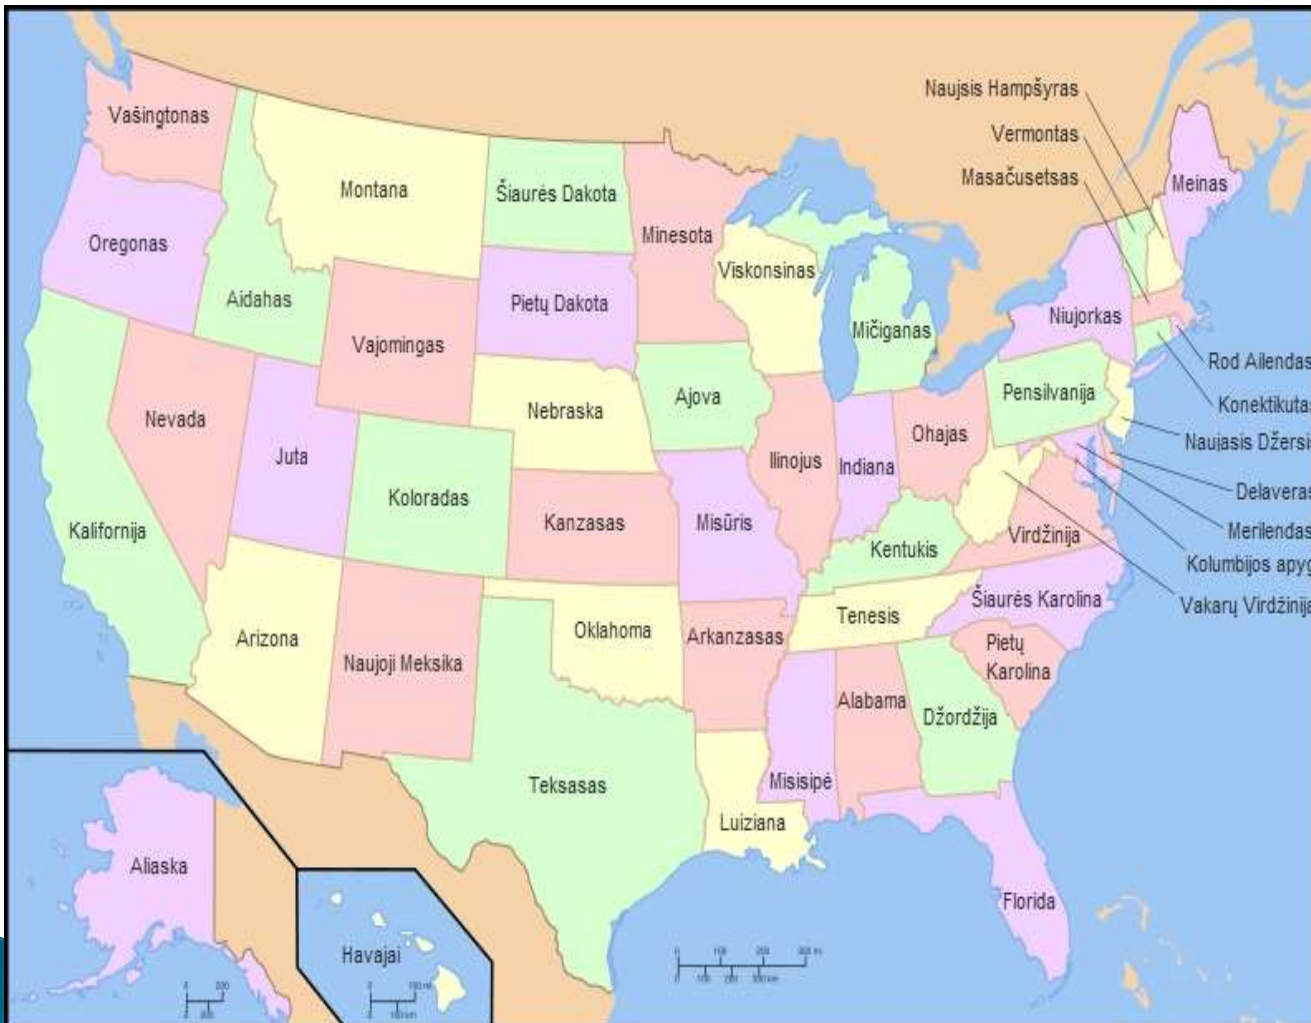 Naujsis Hampšyras
Vermontas
Masačusetsas
Vašingtonas
Montana
Šiaurės Dakota
Minesota
Meinas
Oregonas
Aidahas
Viskonsinas
Pietų Dakota
Mičiganas
Niujorkas
Vajomingas
Rod Ailendas
Nevada
Nebraska
Ajova
Pensilvanija
Konektikutas
Juta
Koloradas
Ilinojus
Indiana
Ohajas
Naujasis Džersis
Delaveras
Kalifornija
Kanzasas
Misūris
Kentukis
Virdžinija
Merilendas
Kolumbijos apyg
Vakarų Virdžinija
Arizona
Naujoji Meksika
Oklahoma
Arkanzasas
Tenesis
Šiaurės Karolina
Pietų
Karolina
Alabama
Džordžija
Teksasas
Misisipė
Luiziana
Aliaska
Florida
Havajai